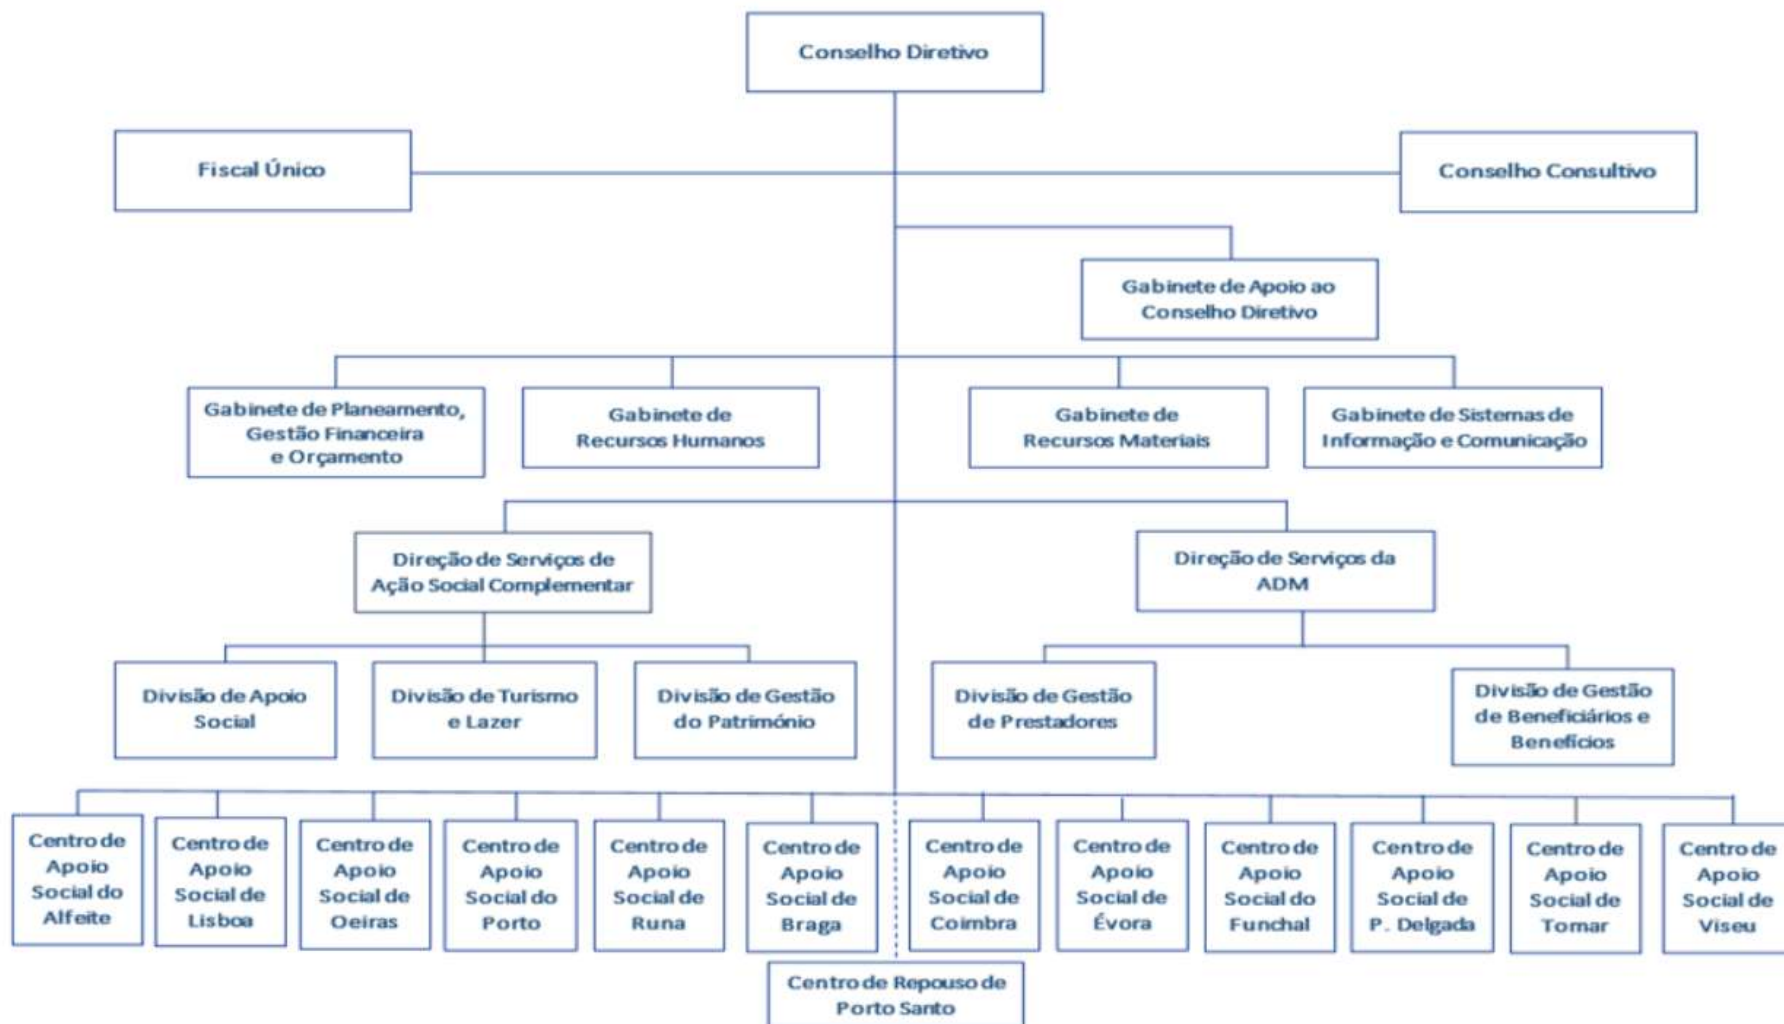 Conselho Diretivo
Fiscal Único
Conselho Consultivo
Gabinete de Apoio ao
Conselho Diretivo
Gabinete de Planeamento,
Gestão Financeira
e Orçamento
Gabinete de
Recursos Humanos
Gabinete de
Recursos Materiais
Gabinete de Sistemas de
Informação e Comunicação
Direção de Serviços de
Ação Social Complementar
Direção de Serviços da
ADM
Divisão de Apoio
Social
Divisão de Turismo
e Lazer
Divisão de Gestão
do Património
Divisão de Gestão
de Prestadores
Divisão de Gestão
de Beneficiários e
Benefícios
Centro de
Apoio
Social do
Alfeite
Centro de
Apoio
Social de
Lisboa
Centro de
Apoio
Social de
Oeiras
Centro de
Apoio
Social do
Porto
Centro de
Apoio
Social de
Runa
Centro de
Apoio
Social de
Braga
Centro de
Apoio
Social de
Coimbra
Centro de
Apoio
Social de
Évora
Centro de
Apoio
Social do
Funchal
Centro de
Apoio
Social de
P. Delgada
Centro de
Apoio
Social de
Tomar
Centro de
Apoio
Social de
Viseu
Centro de Repouso de
Porto Santo